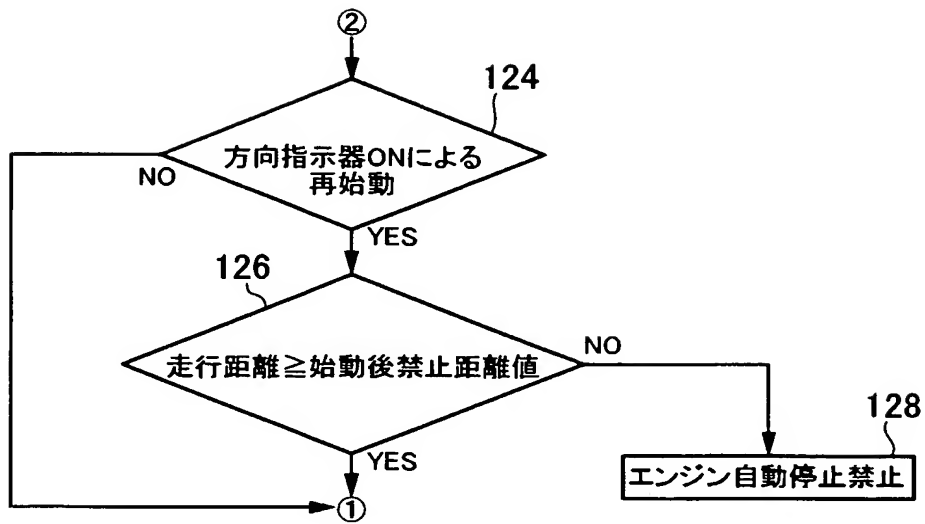 ②
124
方向指示器ONによる
再始動
NO
YES
126
走行距離≧始動後禁止距離値
NO
128
YES
エンジン自動停止禁止
①